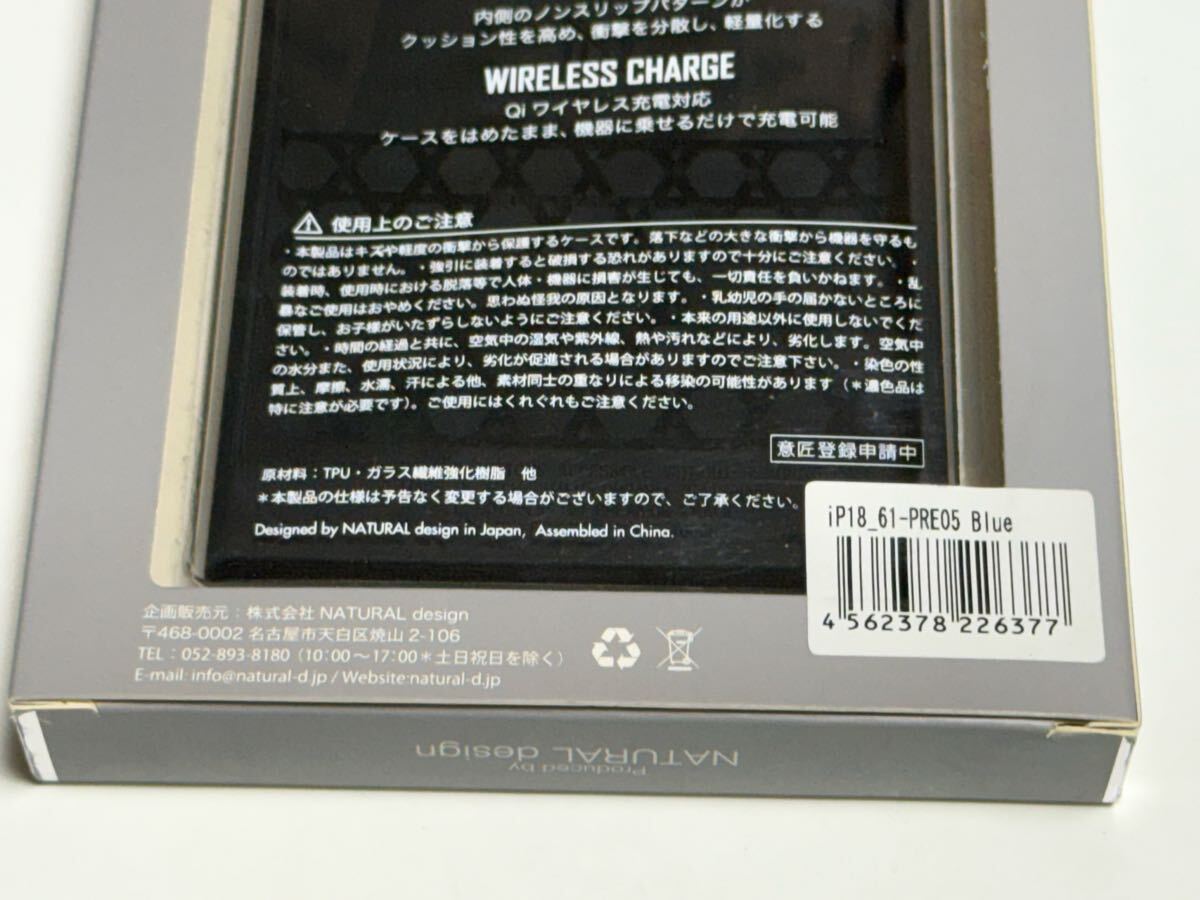 内側のノンスリップパターンが
クッション性を高め、衝撃を分散し、軽量化する
WIRELESS CHARGE
Qi ワイヤレス充電対応
ケースをはめたまま、機器に乗せるだけで充電可能
使用上のご注意
・本製品はキズや軽度の衝撃から保護するケースです。落下などの大きな衝撃から機器を守るも
のではありません。・強引に装着すると破損する恐れがありますので十分にご注意ください。・
装着時、使用時における脱落等で人体・機器に損害が生じても、一切責任を負いかねます。・乱
暴なご使用はおやめください。思わぬ怪我の原因となります。・乳幼児の手の届かないところに
保管し、お子様がいたずらしないようにご注意ください。・本来の用途以外に使用しないでくだ
さい。・時間の経過と共に、空気中の湿気や紫外線、熱や汚れなどにより、劣化します。空気中
の水分また、使用状況により、劣化が促進される場合がありますのでご注意下さい。・染色の性
質上、摩擦、水濡、汗による他、素材同士の重なりによる移染の可能性があります（＊濃色品は
特に注意が必要です）。ご使用にはくれぐれもご注意ください。
意匠登録申請中
原材料：TPU・ガラス繊維強化樹脂 他
＊本製品の仕様は予告なく変更する場合がございますので、ご了承ください。
Designed by NATURAL design in Japan, Assembled in China.
iP18_61-PRE05 Blue
4 562378 226377
企画販売元：株式会社 NATURAL design
〒468-0002 名古屋市天白区焼山 2-106
TEL：052-893-8180（10:00～17:00＊土日祝日を除く）
E-mail: info@natural-d.jp / Website:natural-d.jp
Produced by
NATURAL design